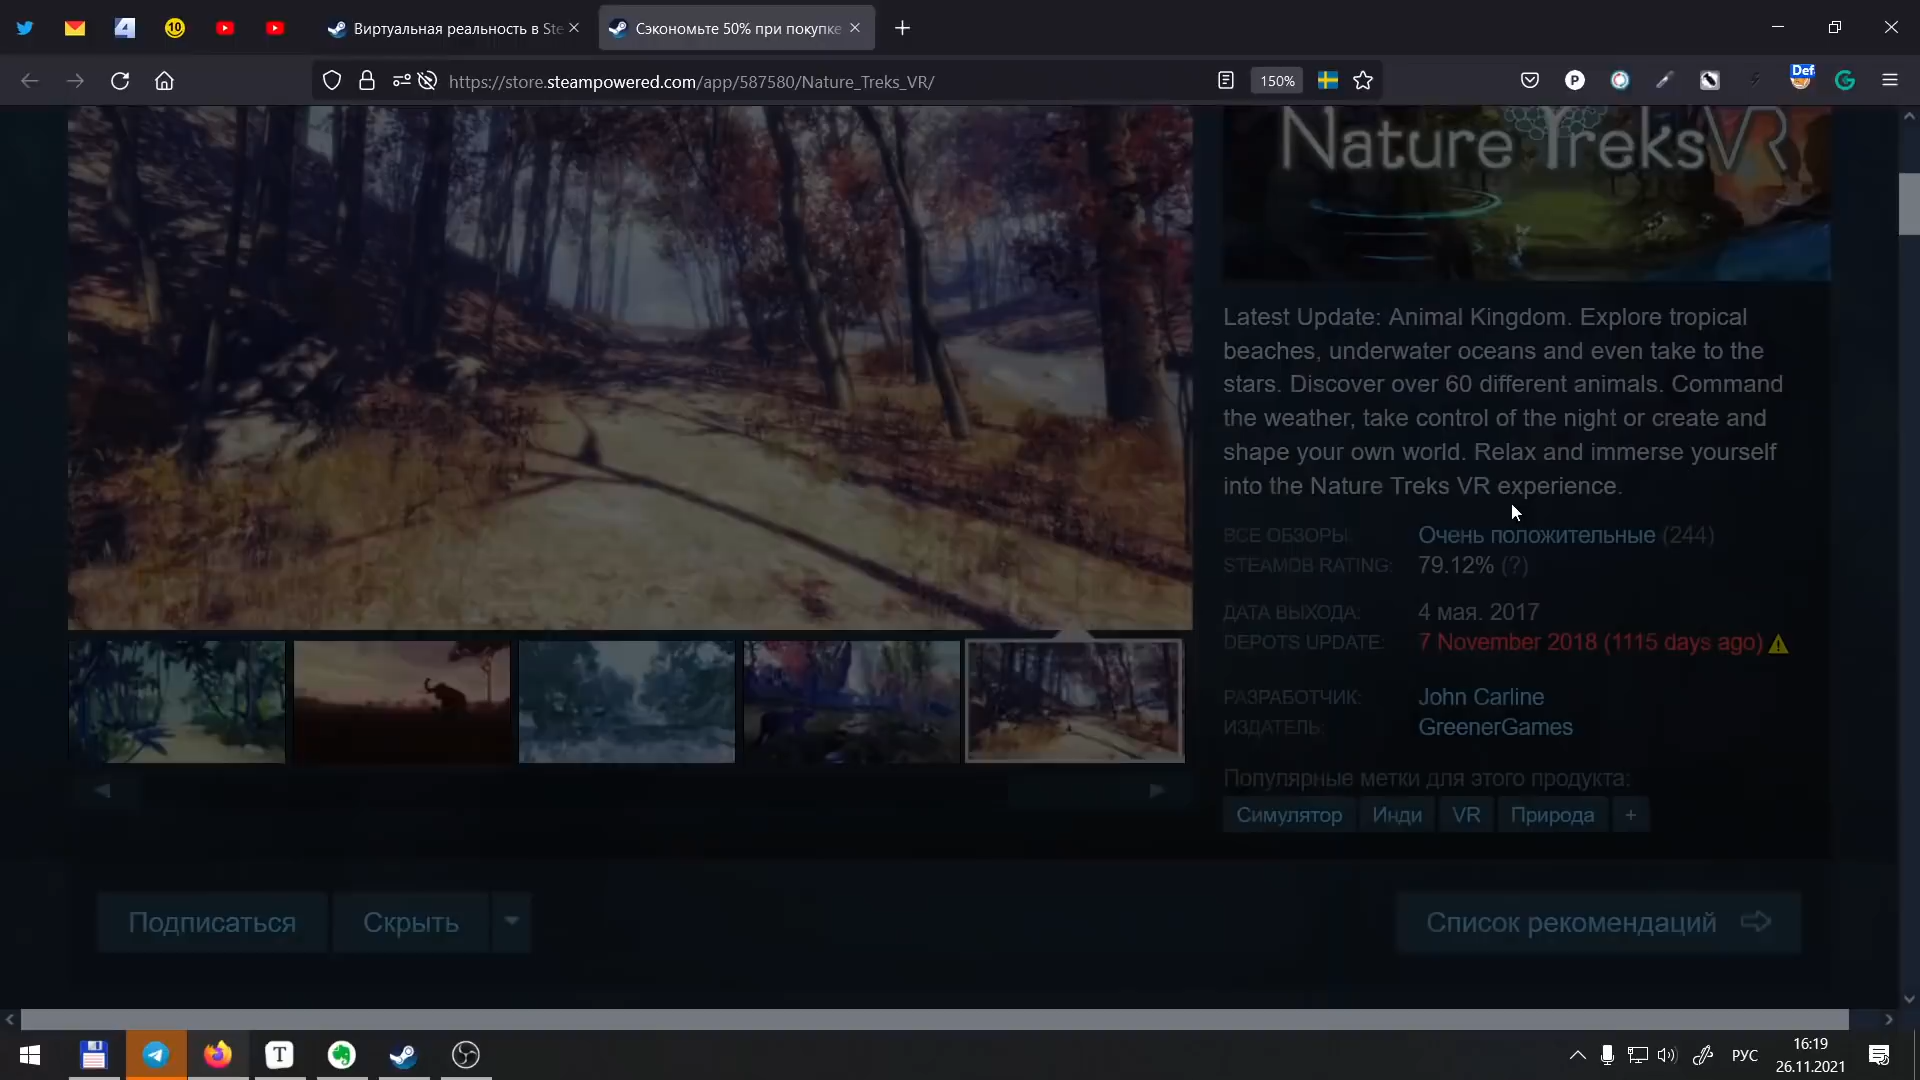 10
Виртуальная реальность в Ste
Сэкономьте 50% при покупке
https://store.steampowered.com/app/587580/Nature_Treks_VR/
150%
Def
Nature TreksVR
Latest Update: Animal Kingdom. Explore tropical
beaches, underwater oceans and even take to the
stars. Discover over 60 different animals. Command
the weather, take control of the night or create and
shape your own world. Relax and immerse yourself
into the Nature Treks VR experience.
ВСЕ ОБЗОРЫ: Очень положительные (244)
STEAMDB RATING: 79.12% (?)
ДАТА ВЫХОДА: 4 мая. 2017
DEPOTS UPDATE: 7 November 2018 (1115 days ago)
РАЗРАБОТЧИК: John Carline
ИЗДАТЕЛЬ: GreenerGames
Популярные метки для этого продукта:
Симулятор Инди VR Природа +
Подписаться Скрыть Список рекомендаций
РУС
16:19
26.11.2021